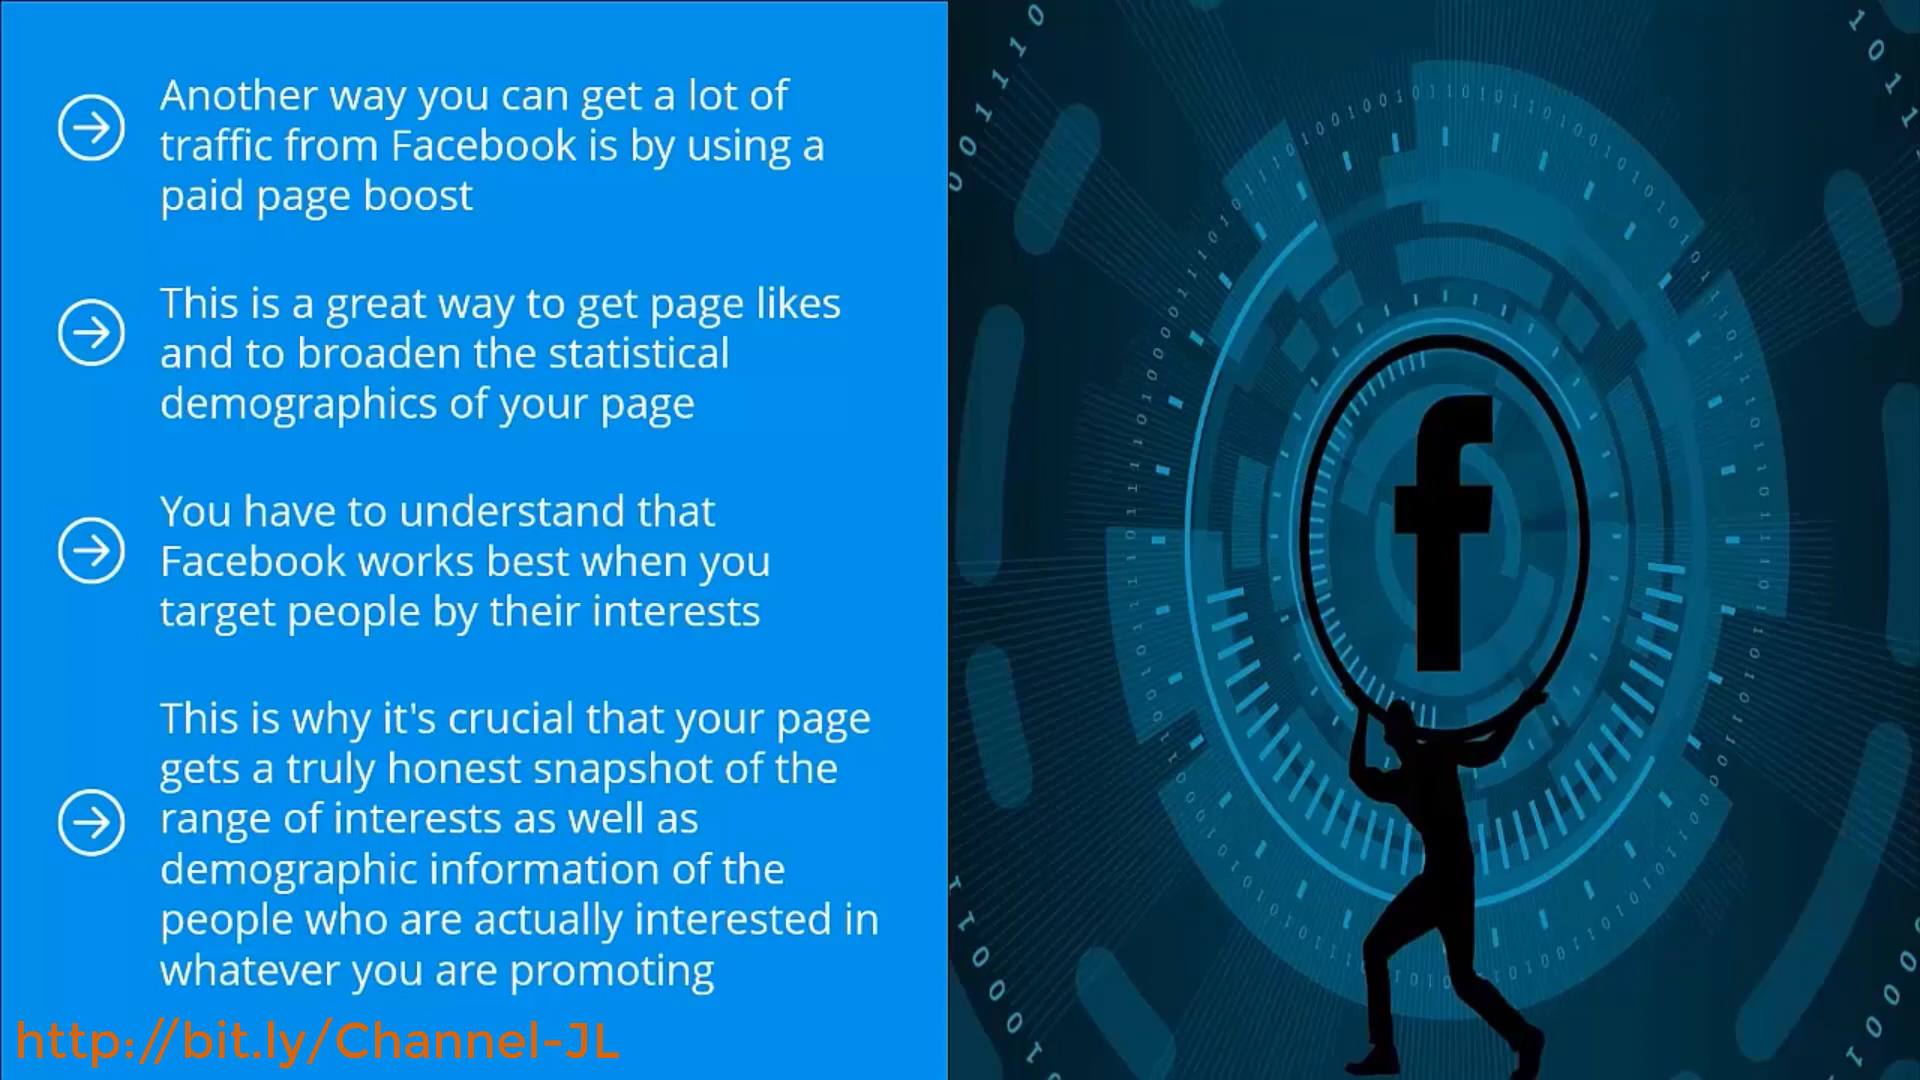 Another way you can get a lot of
traffic from Facebook is by using a
paid page boost
This is a great way to get page likes
and to broaden the statistical
demographics of your page
You have to understand that
Facebook works best when you
target people by their interests
This is why it's crucial that your page
gets a truly honest snapshot of the
range of interests as well as
demographic information of the
people who are actually interested in
whatever you are promoting
http://bit.ly/Channel-JL
f